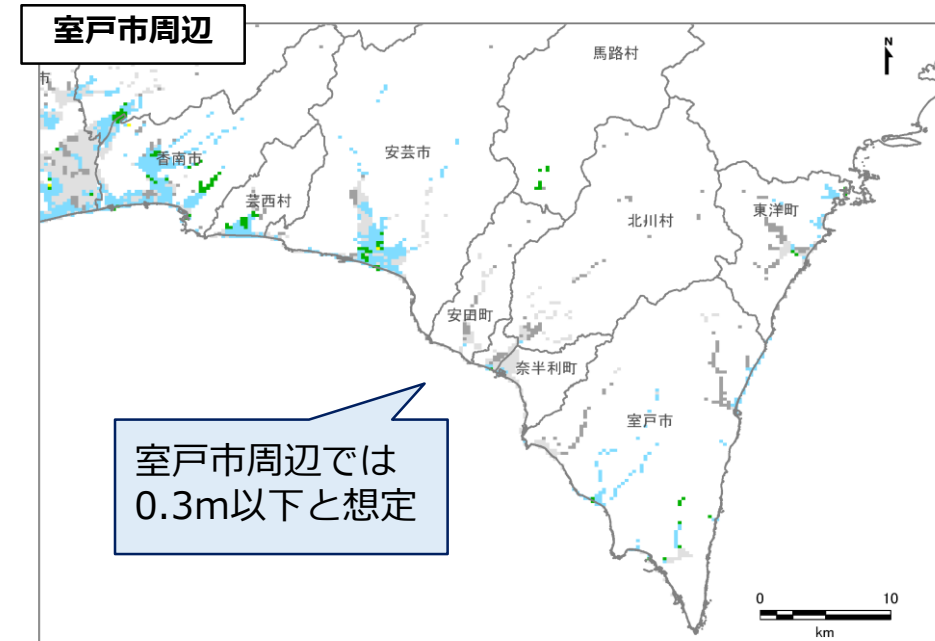 室戸市周辺
N
馬路村
市
香南市
安芸市
芸西村
北川村
東洋町
安田町
奈半利町
室戸市
室戸市周辺では
0.3m以下と想定
0 10
km